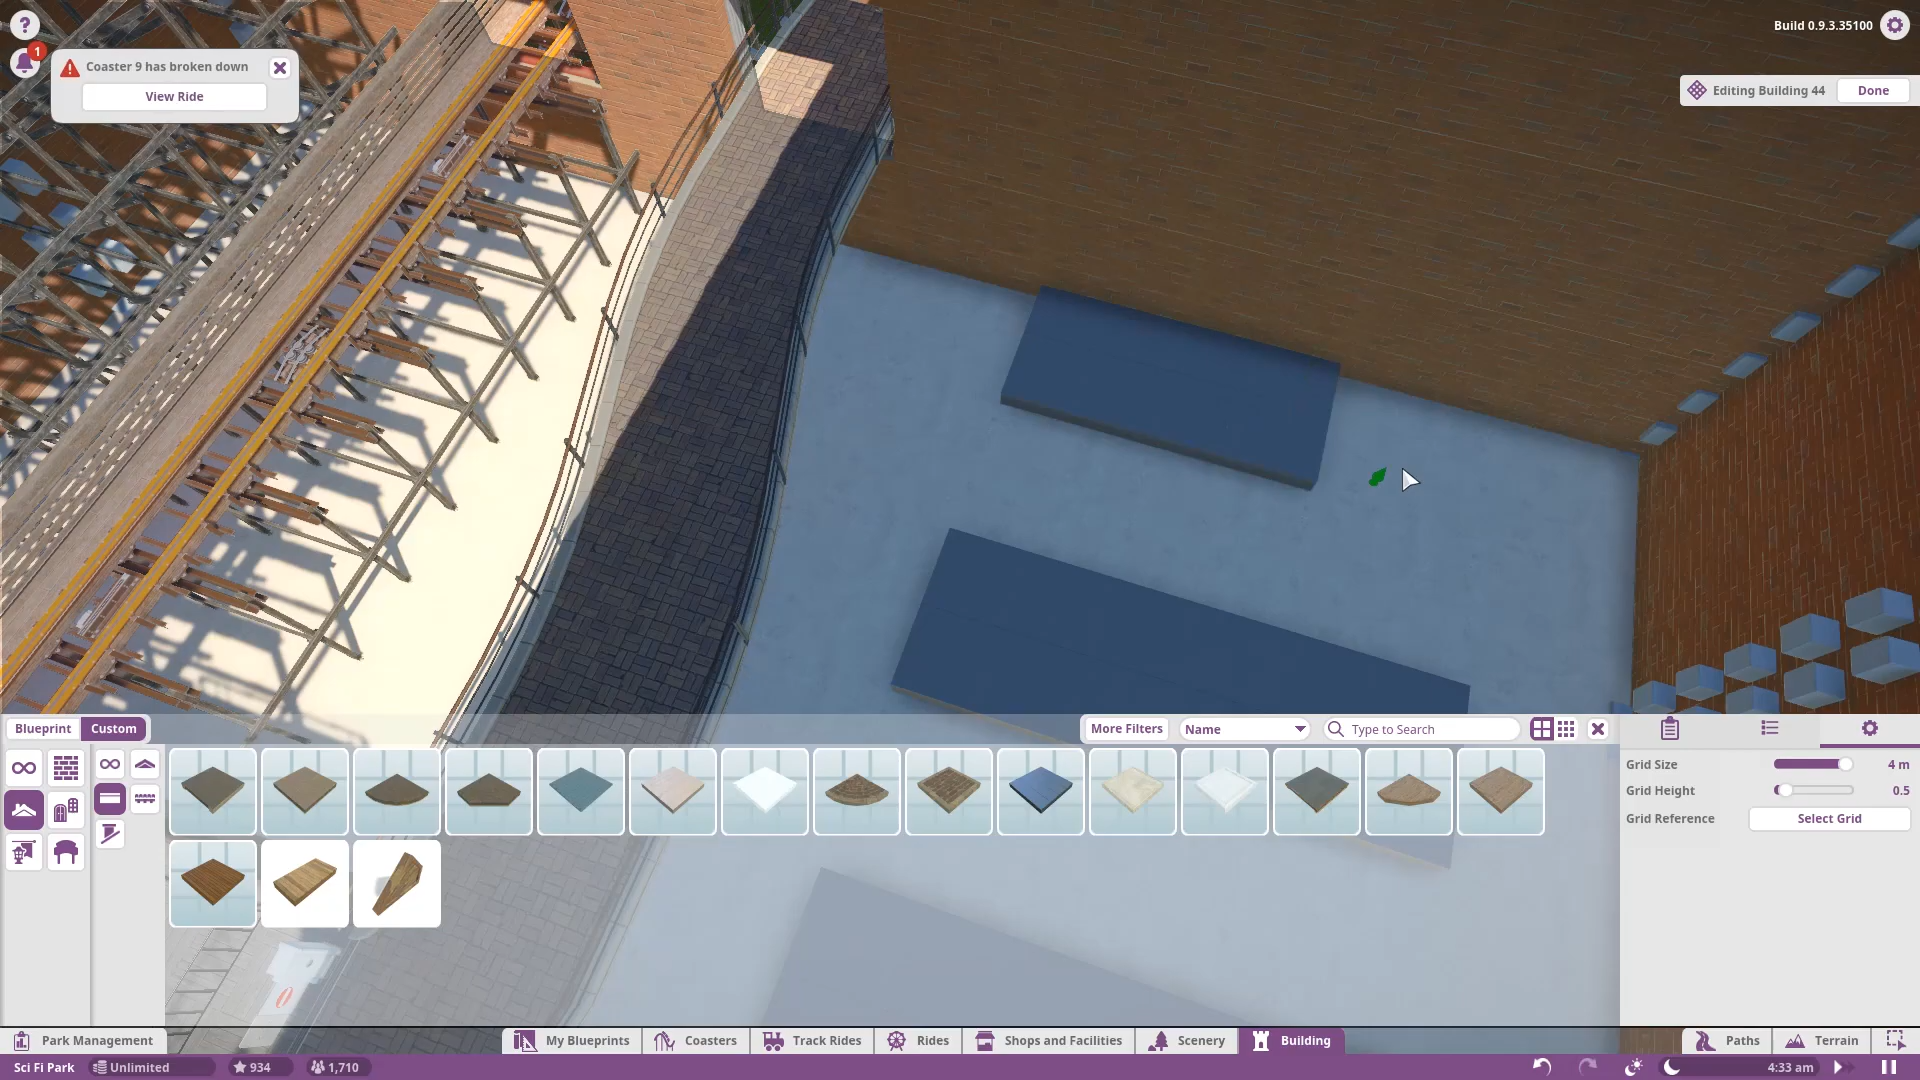 ?
Build 0.9.3.35100
1
Coaster 9 has broken down
View Ride
Editing Building 44
Done
Blueprint
Custom
More Filters
Name
Type to Search
Grid Size
4 m
Grid Height
0.5
Grid Reference
Select Grid
Park Management
My Blueprints
Coasters
Track Rides
Rides
Shops and Facilities
Scenery
Building
Paths
Terrain
Sci Fi Park
Unlimited
934
1,710
4:33 am